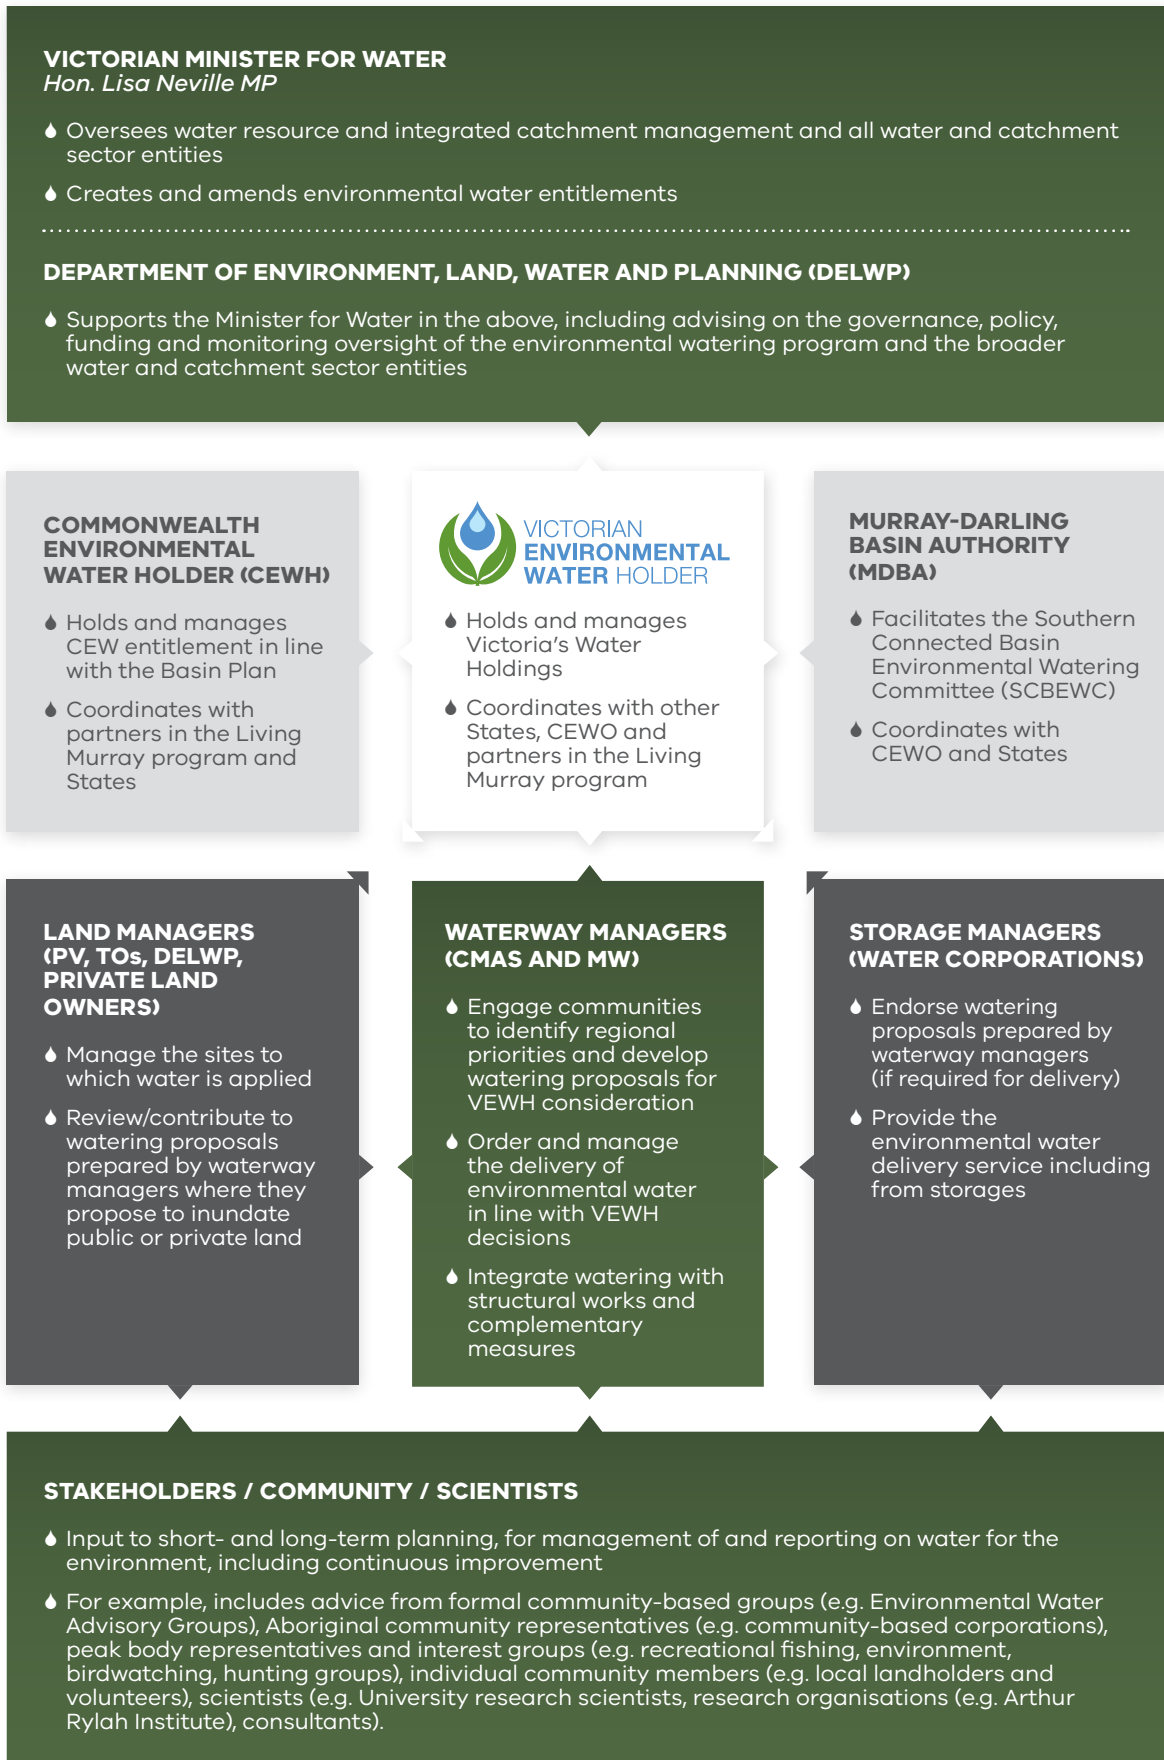 VICTORIAN MINISTER FOR WATER
Hon. Lisa Neville MP
Oversees water resource and integrated catchment management and all water and catchment
sector entities
Creates and amends environmental water entitlements
DEPARTMENT OF ENVIRONMENT, LAND, WATER AND PLANNING (DELWP)
Supports the Minister for Water in the above, including advising on the governance, policy,
funding and monitoring oversight of the environmental watering program and the broader
water and catchment sector entities
COMMONWEALTH
ENVIRONMENTAL
WATER HOLDER (CEWH)
Holds and manages
CEW entitlement in line
with the Basin Plan
Coordinates with
partners in the Living
Murray program and
States
VICTORIAN
ENVIRONMENTAL
WATER HOLDER
Holds and manages
Victoria's Water
Holdings
Coordinates with other
States, CEWO and
partners in the Living
Murray program
MURRAY-DARLING
BASIN AUTHORITY
(MDBA)
Facilitates the Southern
Connected Basin
Environmental Watering
Committee (SCBEWC)
Coordinates with
CEWO and States
LAND MANAGERS
(PV, TOs, DELWP,
PRIVATE LAND
OWNERS)
Manage the sites to
which water is applied
Review/contribute to
watering proposals
prepared by waterway
managers where they
propose to inundate
public or private land
WATERWAY MANAGERS
(CMAS AND MW)
Engage communities
to identify regional
priorities and develop
watering proposals for
VEWH consideration
Order and manage
the delivery of
environmental water
in line with VEWH
decisions
Integrate watering with
structural works and
complementary
measures
STORAGE MANAGERS
(WATER CORPORATIONS)
Endorse watering
proposals prepared by
waterway managers
(if required for delivery)
Provide the
environmental water
delivery service including
from storages
STAKEHOLDERS / COMMUNITY / SCIENTISTS
Input to short- and long-term planning, for management of and reporting on water for the
environment, including continuous improvement
For example, includes advice from formal community-based groups (e.g. Environmental Water
Advisory Groups), Aboriginal community representatives (e.g. community-based corporations),
peak body representatives and interest groups (e.g. recreational fishing, environment,
birdwatching, hunting groups), individual community members (e.g. local landholders and
volunteers), scientists (e.g. University research scientists, research organisations (e.g. Arthur
Rylah Institute), consultants).